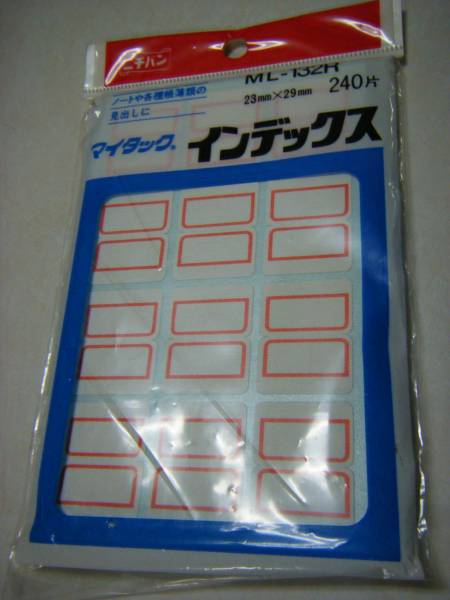 ニチバン
ML-132R
ノートや各種帳簿類の
見出しに
23mm×29mm 240片
マイタック® インデックス